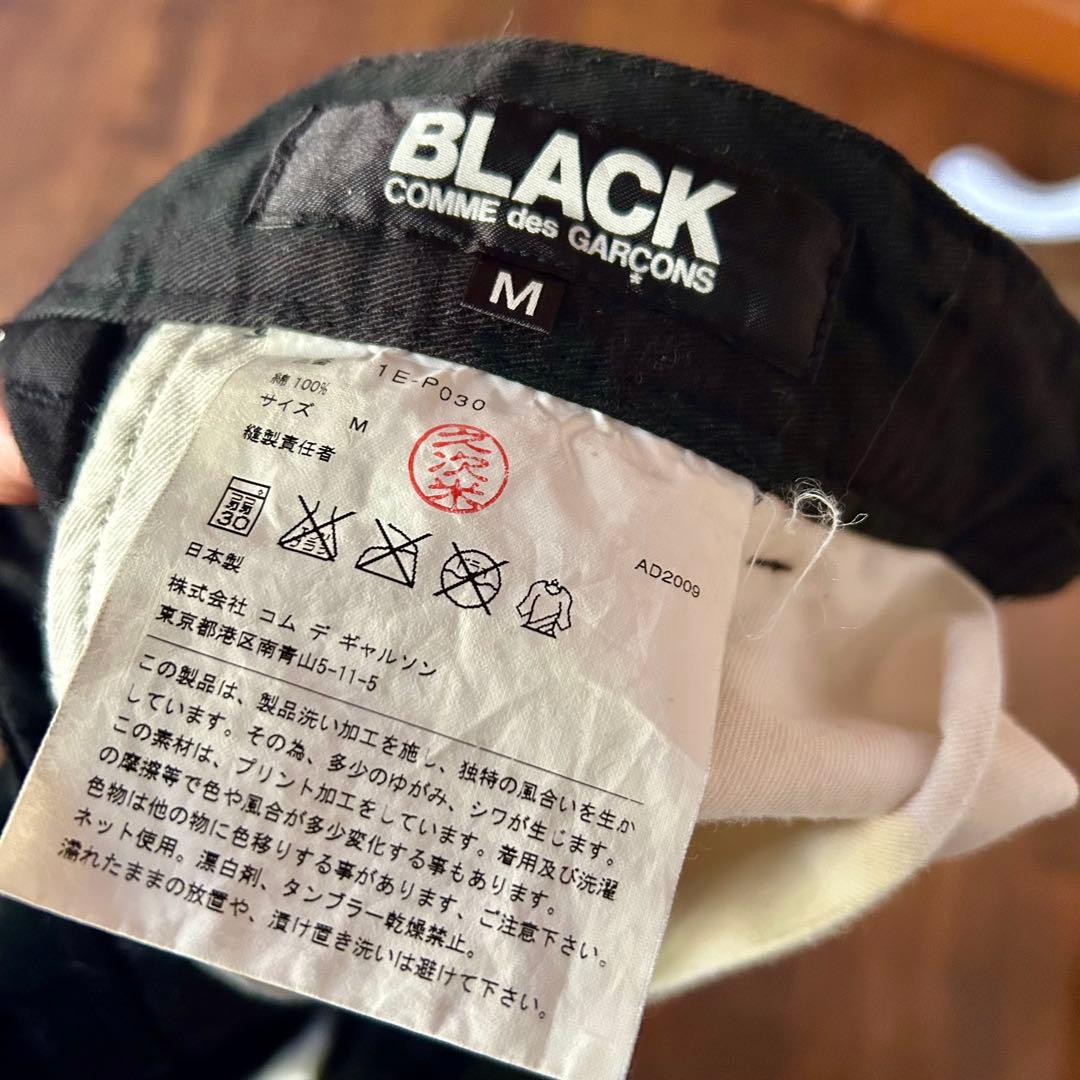 BLACK
COMME des GARÇONS
M
1E-P030
綿 100%
サイズ M
縫製責任者
弱
30
AD2009
日本製
株式会社 コム デ ギャルソン
東京都港区南青山5-11-5
この製品は、製品洗い加工を施し、独特の風合いを生か
しています。その為、多少のゆがみ、シワが生じます。
この素材は、プリント加工をしています。着用及び洗濯
の摩擦等で色や風合が多少変化する事もあります。
色物は他の物に色移りする事があります、ご注意下さい。
ネット使用。漂白剤、タンブラー乾燥禁止。
濡れたままの放置や、漬け置き洗いは避けて下さい。